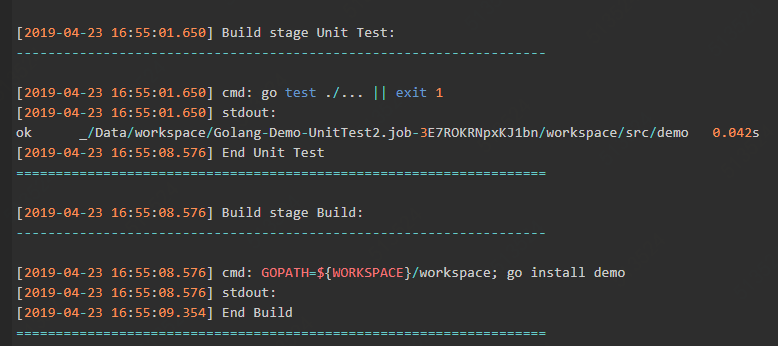 [2019-04-23 16:55:01.650] Build stage Unit Test:
------------------------------------------------------------------
[2019-04-23 16:55:01.650] cmd: go test ./... || exit 1
[2019-04-23 16:55:01.650] stdout:
ok      _/Data/workspace/Golang-Demo-UnitTest2.job-3E7ROKRNpxKJ1bn/workspace/src/demo   0.042s
[2019-04-23 16:55:08.576] End Unit Test
==================================================================
[2019-04-23 16:55:08.576] Build stage Build:
------------------------------------------------------------------
[2019-04-23 16:55:08.576] cmd: GOPATH=${WORKSPACE}/workspace; go install demo
[2019-04-23 16:55:08.576] stdout:
[2019-04-23 16:55:09.354] End Build
==================================================================